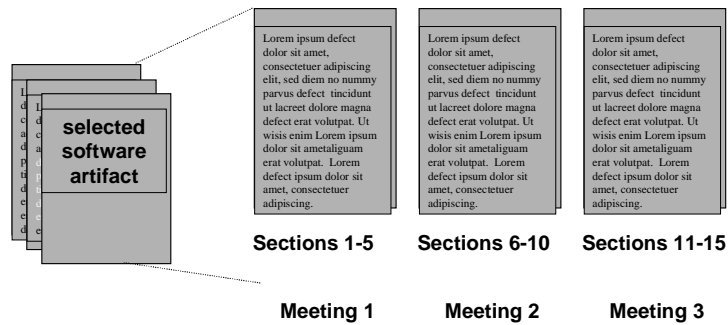 selected
software
artifact
Lorem ipsum defect
dolor sit amet,
consectetuer adipiscing
elit, sed diem no nummy
parvus defect  tincidunt
ut lacreet dolore magna
defect erat volutpat. Ut
wisis enim Lorem ipsum
dolor sit ametaliguam
erat volutpat.  Lorem
defect ipsum dolor sit
amet, consectetuer
adipiscing.
Sections 1-5
Meeting 1
Lorem ipsum defect
dolor sit amet,
consectetuer adipiscing
elit, sed diem no nummy
parvus defect  tincidunt
ut lacreet dolore magna
defect erat volutpat. Ut
wisis enim Lorem ipsum
dolor sit ametaliguam
erat volutpat.  Lorem
defect ipsum dolor sit
amet, consectetuer
adipiscing.
Sections 6-10
Meeting 2
Lorem ipsum defect
dolor sit amet,
consectetuer adipiscing
elit, sed diem no nummy
parvus defect  tincidunt
ut lacreet dolore magna
defect erat volutpat. Ut
wisis enim Lorem ipsum
dolor sit ametaliguam
erat volutpat.  Lorem
defect ipsum dolor sit
amet, consectetuer
adipiscing.
Sections 11-15
Meeting 3